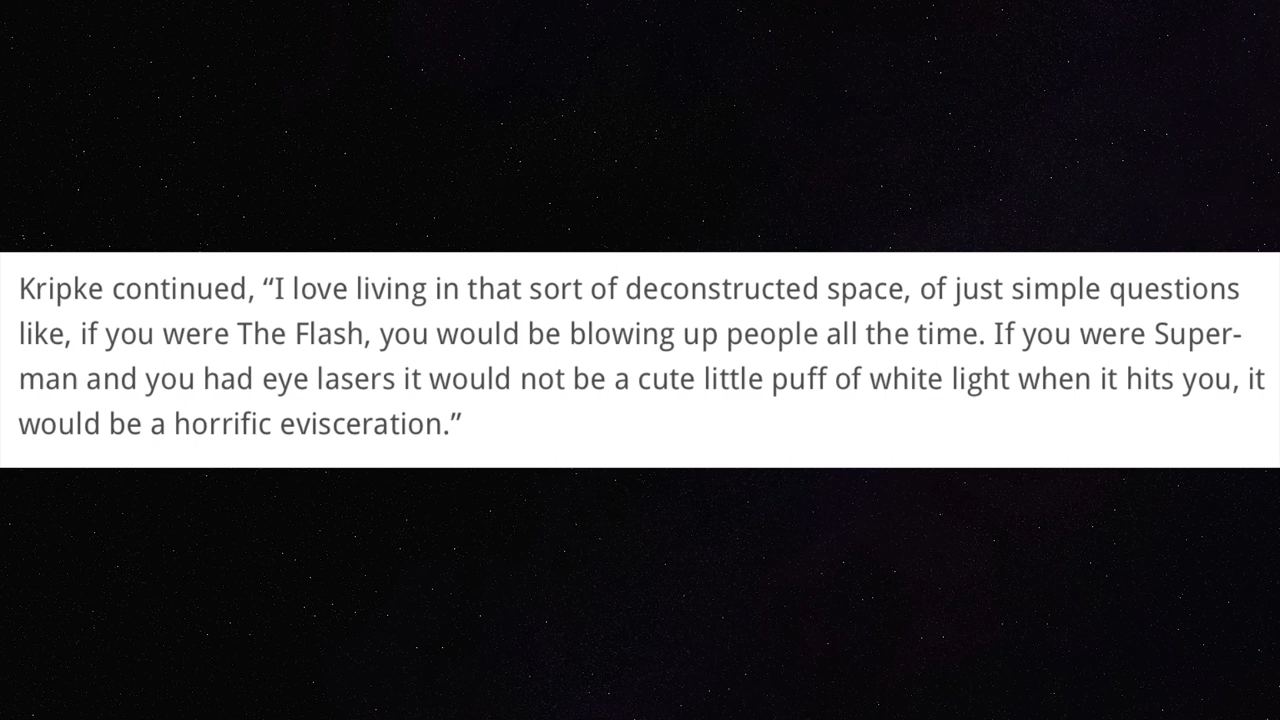 Kripke continued, “I love living in that sort of deconstructed space, of just simple questions
like, if you were The Flash, you would be blowing up people all the time. If you were Super-
man and you had eye lasers it would not be a cute little puff of white light when it hits you, it
would be a horrific evisceration.”